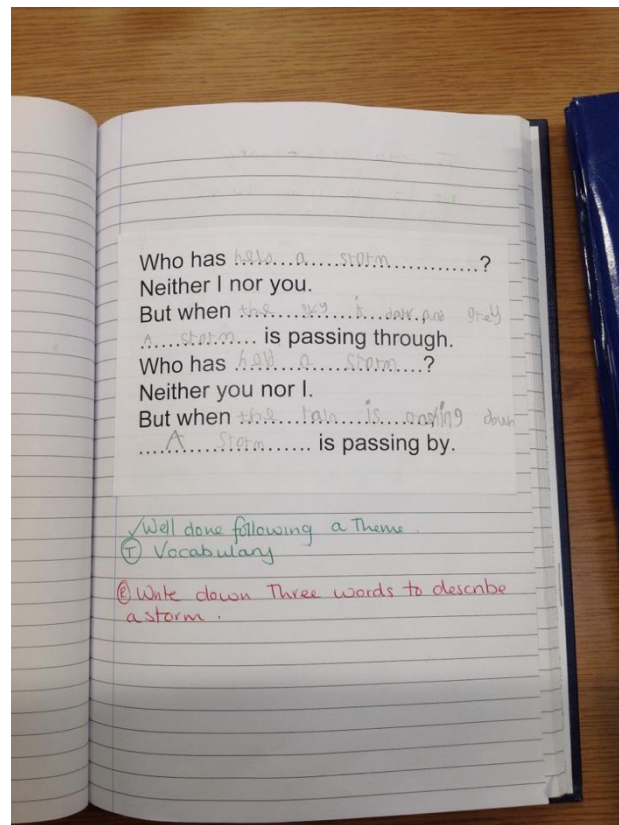 Who has held a storm ?
Neither I nor you.
But when the sky is dark and grey
A storm is passing through.
Who has held a storm ?
Neither you nor I.
But when the rain is down
A storm is passing by.
Well done following a Theme.
T Vocabulary
E Write down Three words to describe
a storm.